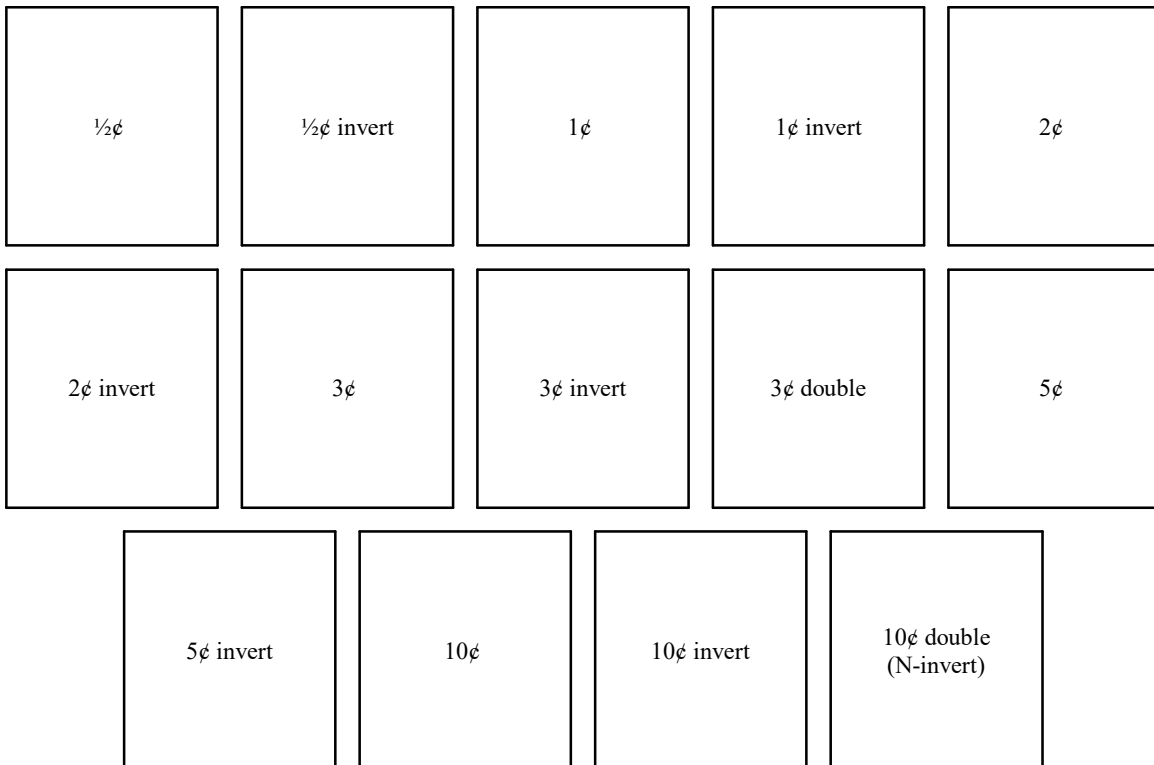 ½¢
½¢ invert
1¢
1¢ invert
2¢
2¢ invert
3¢
3¢ invert
3¢ double
5¢
5¢ invert
10¢
10¢ invert
10¢ double
(N-invert)